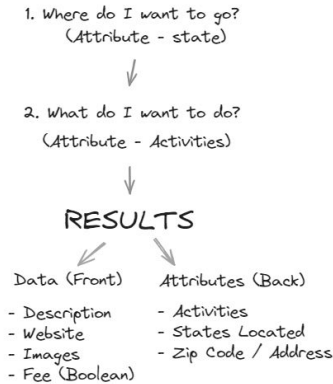 1. Where do I want to go?
(Attribute - state)
2. What do I want to do?
(Attribute - Activities)
RESULTS
Data (Front)
- Description
- Website
- Images
- Fee (Boolean)
Attributes (Back)
- Activities
- States Located
- Zip Code / Address